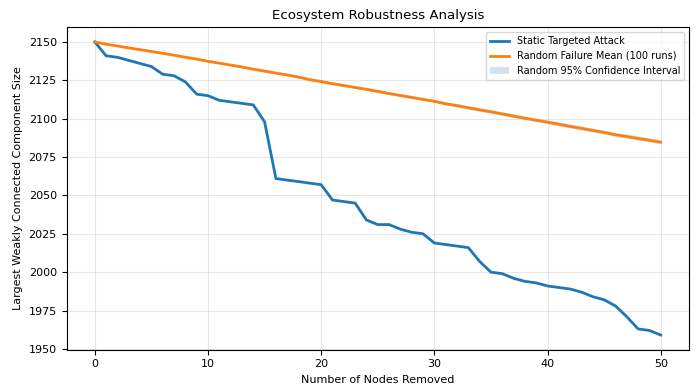 Ecosystem Robustness Analysis
Static Targeted Attack
Random Failure Mean (100 runs)
Random 95% Confidence Interval
Largest Weakly Connected Component Size
2150
2125
2100
2075
2050
2025
2000
1975
1950
0 10 20 30 40 50
Number of Nodes Removed